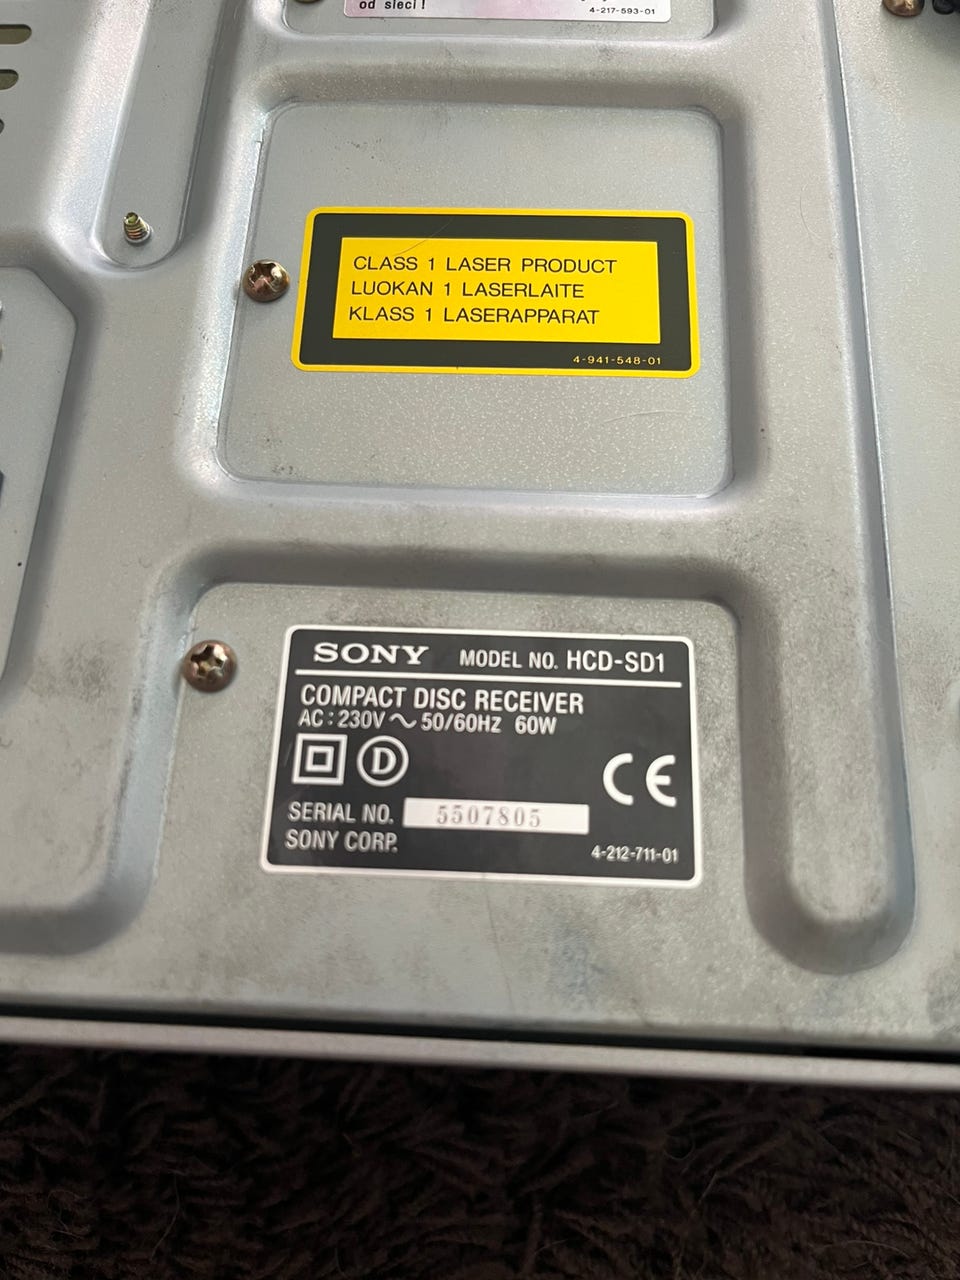 od sieci!
4-217-593-01
CLASS 1 LASER PRODUCT
LUOKAN 1 LASERLAITE
KLASS 1 LASERAPPARAT
4-941-548-01
SONY MODEL NO. HCD-SD1
COMPACT DISC RECEIVER
AC : 230V ~ 50/60HZ 60W
D CE
SERIAL NO. 5507805
SONY CORP.
4-212-711-01